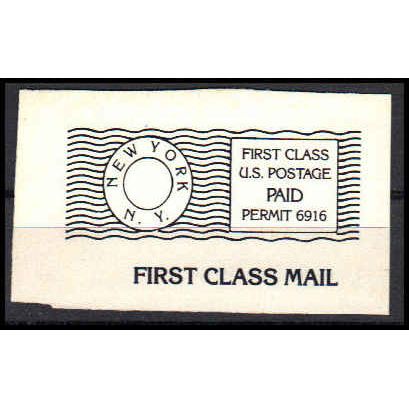 NEW YORK
N. Y.
FIRST CLASS
U.S. POSTAGE
PAID
PERMIT 6916
FIRST CLASS MAIL